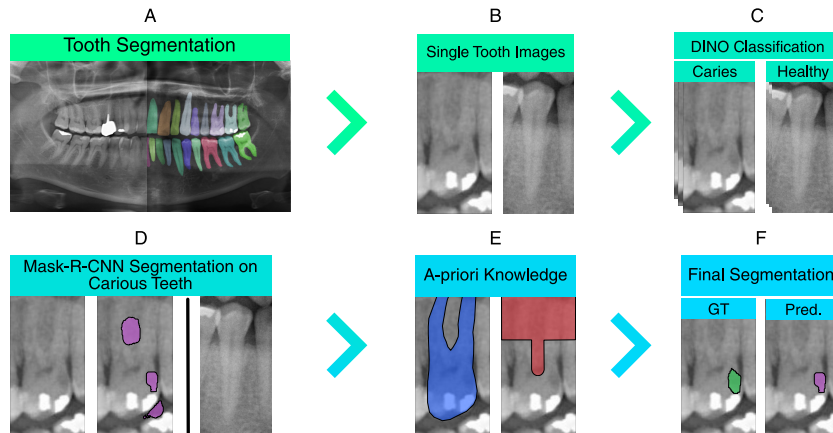 A
Tooth Segmentation
B
Single Tooth Images
C
DINO Classification
Caries
Healthy
D
Mask-R-CNN Segmentation on
Carious Teeth
E
A-priori Knowledge
F
Final Segmentation
GT
Pred.